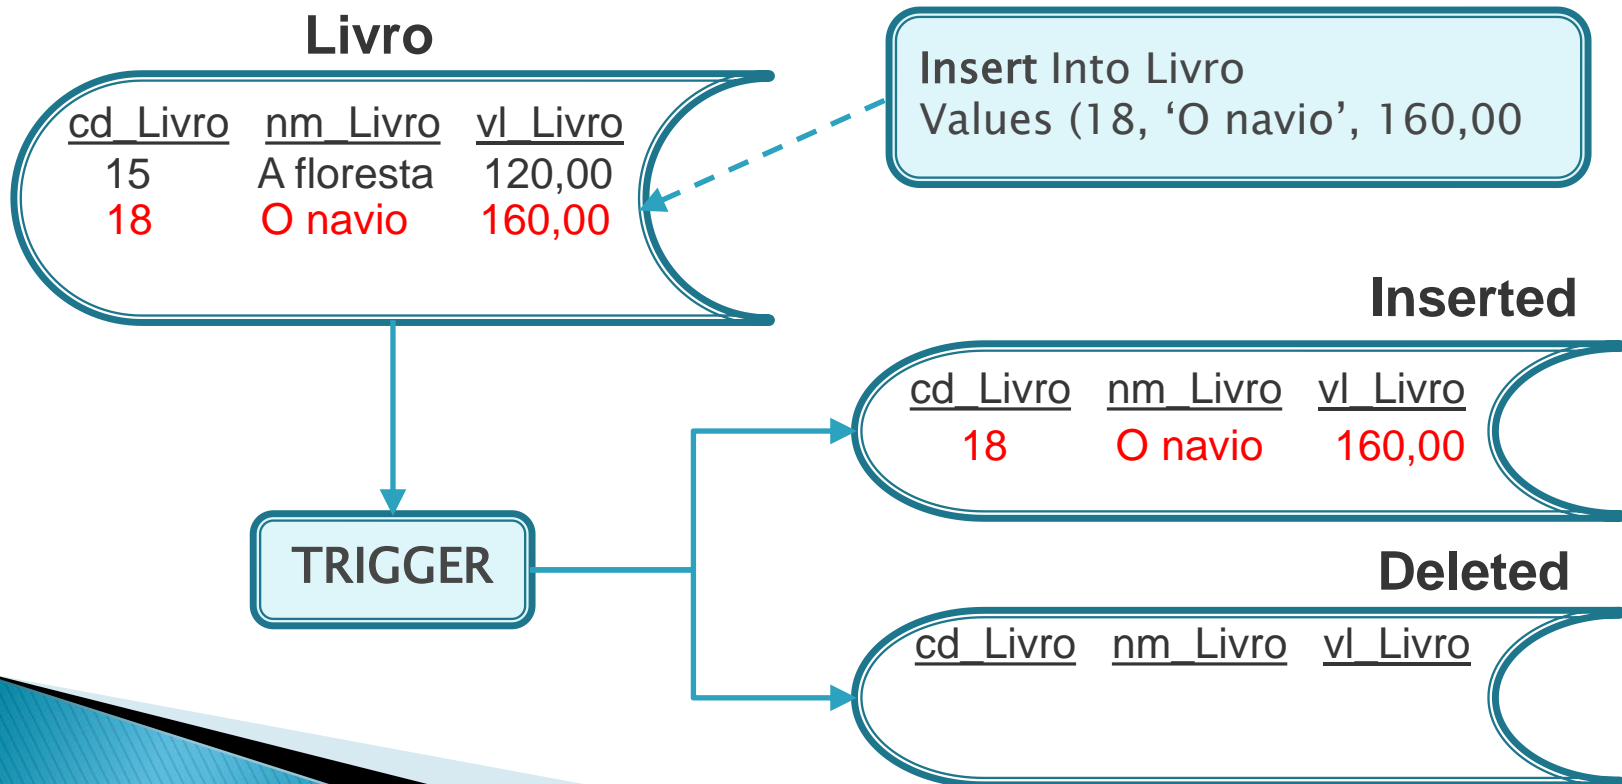 Livro
cd_Livro nm_Livro vl_Livro
15 A floresta 120,00
18 O navio 160,00
Insert Into Livro
Values (18, ‘O navio’, 160,00
TRIGGER
Inserted
cd_Livro nm_Livro vl_Livro
18 O navio 160,00
Deleted
cd_Livro nm_Livro vl_Livro